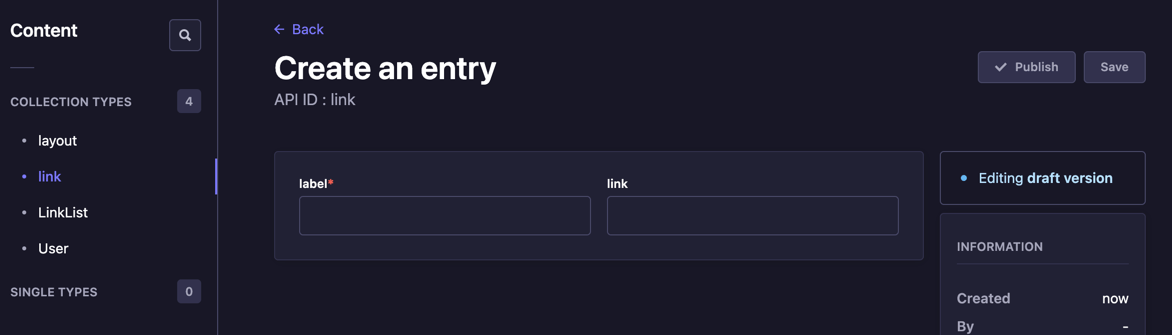 Content
COLLECTION TYPES 4
layout
link
LinkList
User
SINGLE TYPES 0
Back
Create an entry
API ID : link
Publish
Save
label*
link
Editing draft version
INFORMATION
Created now
By -